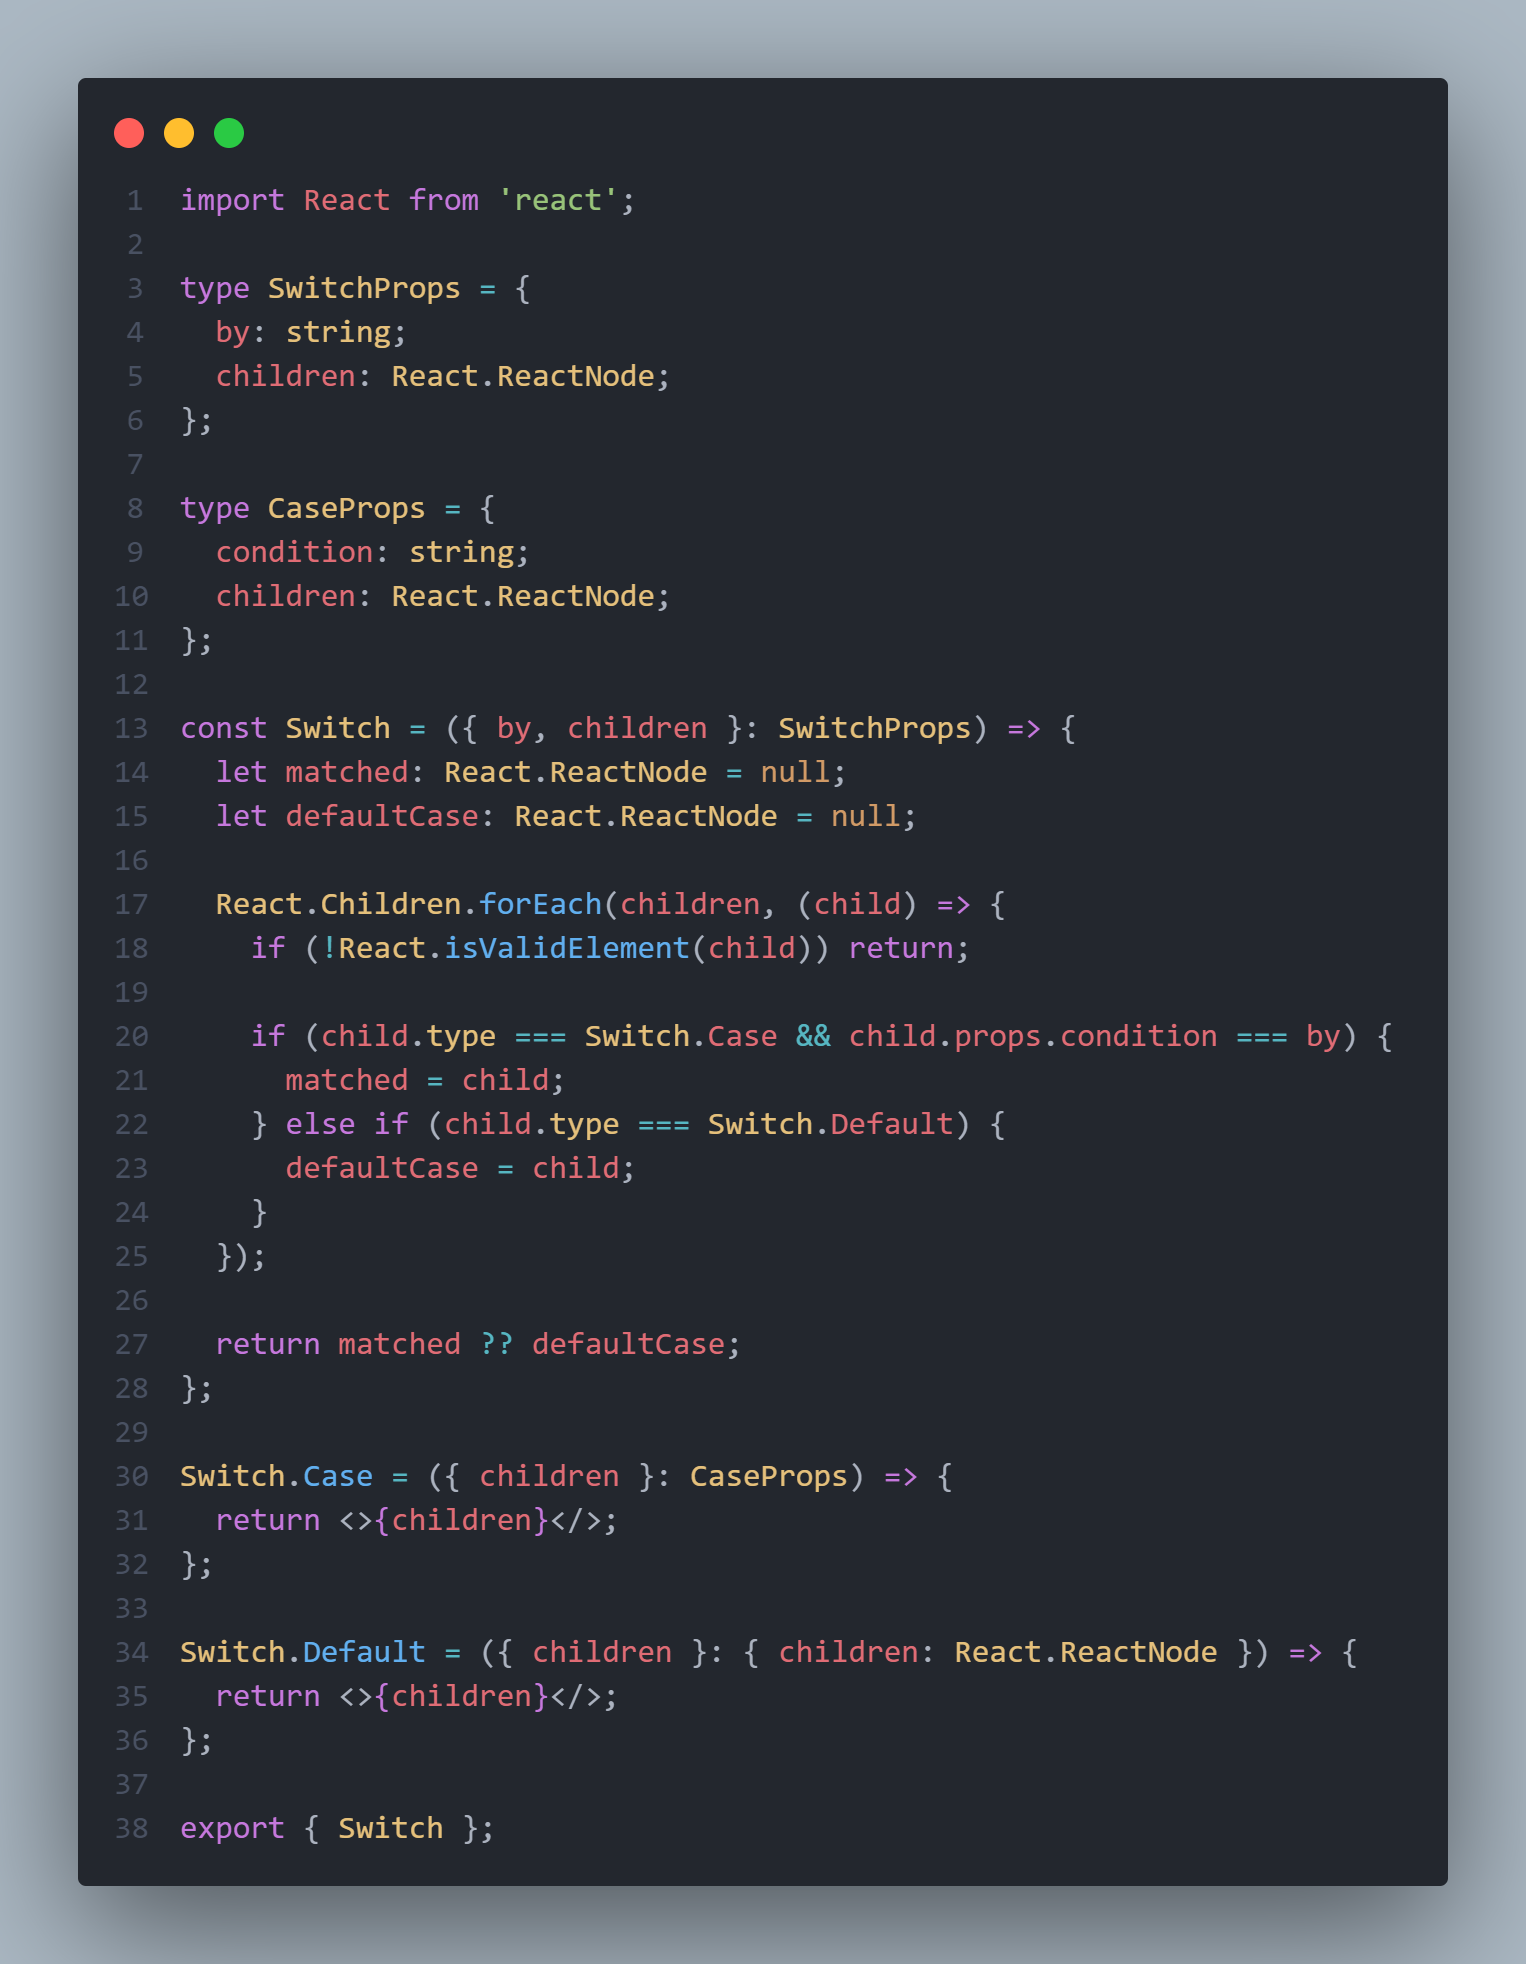 1 import React from 'react';
2
3 type SwitchProps = {
4   by: string;
5   children: React.ReactNode;
6 };
7
8 type CaseProps = {
9   condition: string;
10   children: React.ReactNode;
11 };
12
13 const Switch = ({ by, children }: SwitchProps) => {
14   let matched: React.ReactNode = null;
15   let defaultCase: React.ReactNode = null;
16
17   React.Children.forEach(children, (child) => {
18     if (!React.isValidElement(child)) return;
19
20     if (child.type === Switch.Case && child.props.condition === by) {
21       matched = child;
22     } else if (child.type === Switch.Default) {
23       defaultCase = child;
24     }
25   });
26
27   return matched ?? defaultCase;
28 };
29
30 Switch.Case = ({ children }: CaseProps) => {
31   return <>{children}</>;
32 };
33
34 Switch.Default = ({ children }: { children: React.ReactNode }) => {
35   return <>{children}</>;
36 };
37
38 export { Switch };